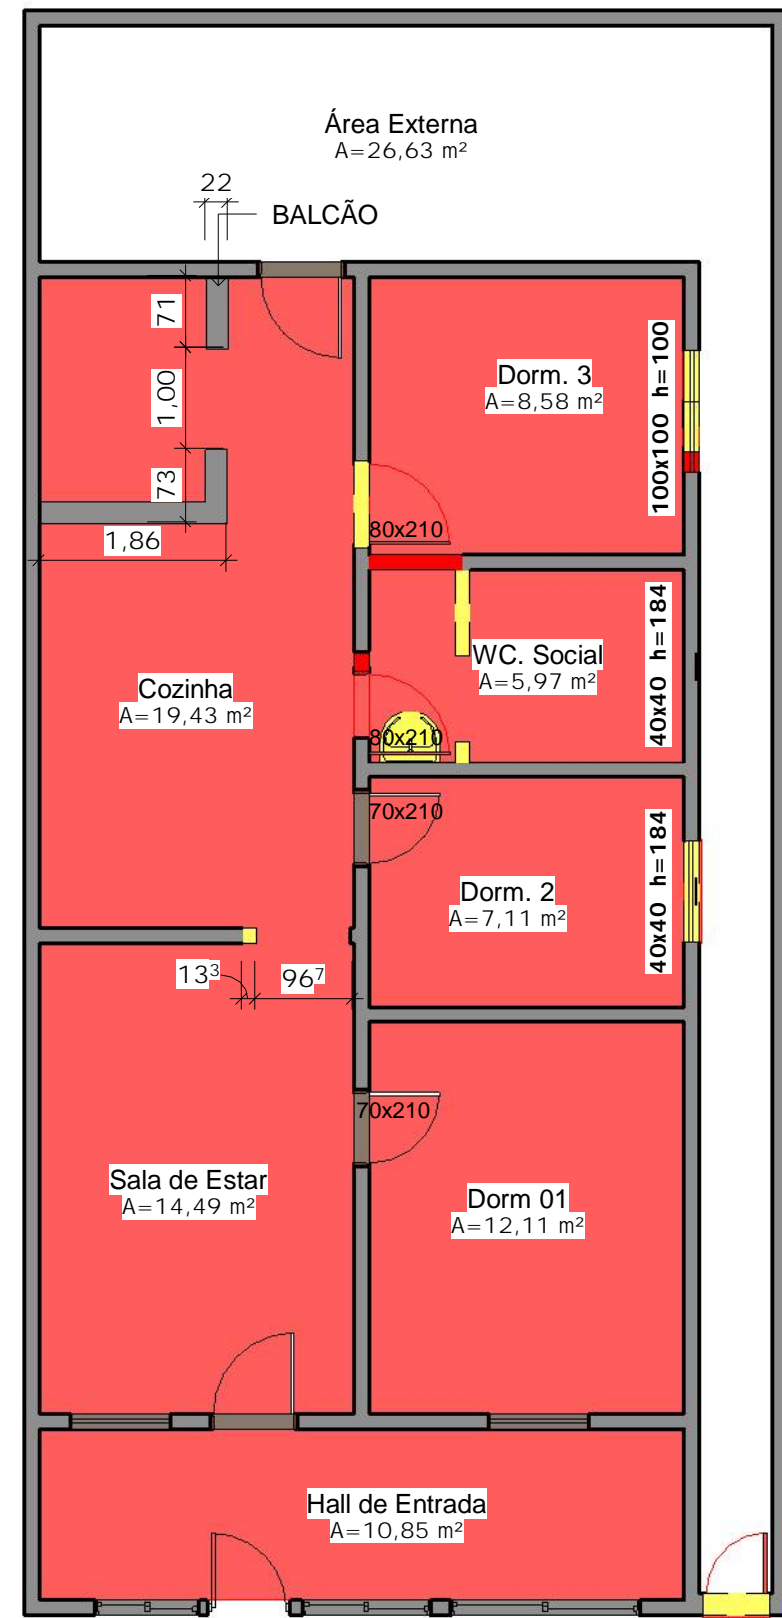 Área Externa
A=26,63 m²
22
BALCÃO
71
1,00
73
1,86
Dorm. 3
A=8,58 m²
100x100 h=100
80x210
WC. Social
A=5,97 m²
40x40 h=184
Cozinha
A=19,43 m²
80x210
70x210
Dorm. 2
A=7,11 m²
40x40 h=184
13³
96⁷
70x210
Sala de Estar
A=14,49 m²
Dorm 01
A=12,11 m²
Hall de Entrada
A=10,85 m²